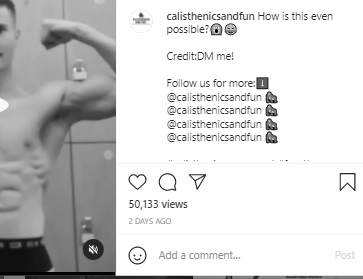 calisthenicsandfun How is this even
possible?😱😄
Credit:DM me!
Follow us for more:⬇️
@calisthenicsandfun 💪
@calisthenicsandfun 💪
@calisthenicsandfun 💪
@calisthenicsandfun 💪
50,133 views
2 DAYS AGO
Add a comment...
Post